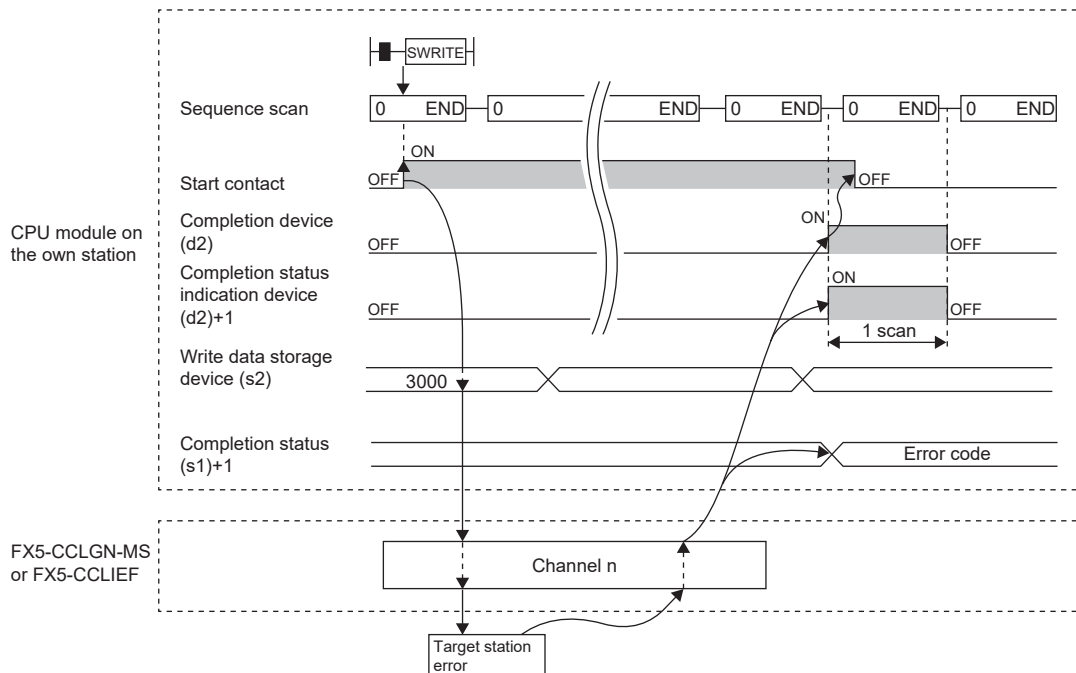 SWRITE
Sequence scan
0 END 0 END 0 END 0 END 0 END
ON
Start contact
OFF OFF
CPU module on
the own station
Completion device
(d2)
ON
OFF OFF
Completion status
indication device
(d2)+1
ON
OFF OFF
1 scan
Write data storage
device (s2)
3000
Completion status
(s1)+1
Error code
FX5-CCLGN-MS
or FX5-CCLIEF
Channel n
Target station
error